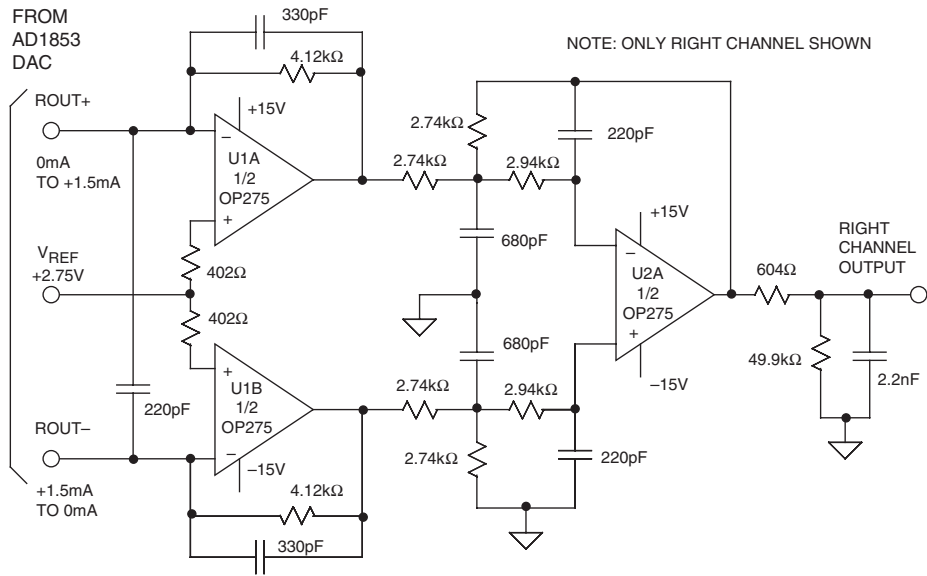 FROM
AD1853
DAC
330pF
4.12kΩ
NOTE: ONLY RIGHT CHANNEL SHOWN
ROUT+
+15V
0mA
TO +1.5mA
−
U1A
1/2
OP275
+
2.74kΩ
220pF
2.74kΩ
2.94kΩ
680pF
+15V
−
U2A
1/2
OP275
+
−15V
RIGHT
CHANNEL
OUTPUT
604Ω
VREF
+2.75V
402Ω
402Ω
49.9kΩ
2.2nF
680pF
220pF
+
U1B
1/2
OP275
−
−15V
2.74kΩ
2.94kΩ
2.74kΩ
220pF
ROUT−
+1.5mA
TO 0mA
4.12kΩ
330pF